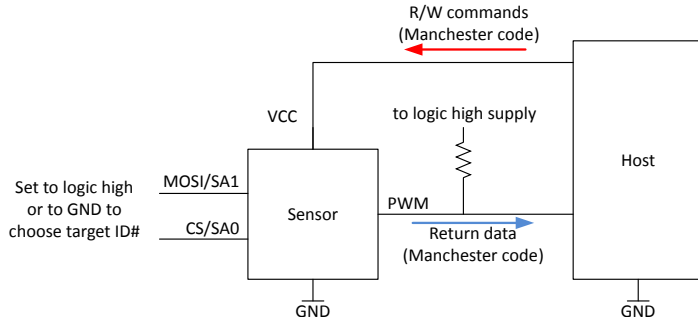 R/W commands
(Manchester code)
VCC
to logic high supply
Host
Set to logic high
or to GND to
choose target ID#
MOSI/SA1
CS/SA0
Sensor
PWM
Return data
(Manchester code)
GND
GND